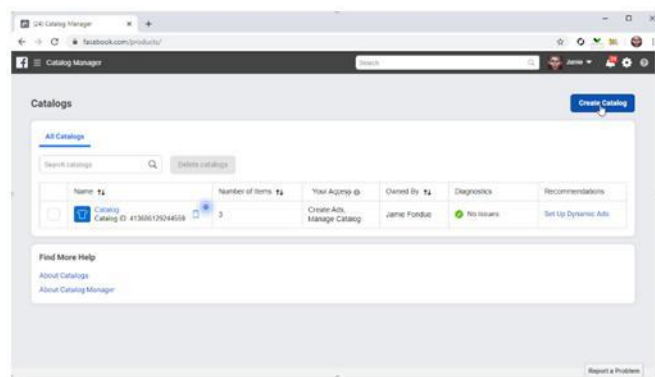 (24) Catalog Manager
facebook.com/products/
Catalog Manager
Search
Jamie
Catalogs
Create Catalog
All Catalogs
Search catalogs
Delete catalogs
Name
Number of Items
Your Access
Owned By
Diagnostics
Recommendations
Catalog
Catalog ID: 413686129244559
3
Create Ads,
Manage Catalog
Jamie Fondue
No issues
Set Up Dynamic Ads
Find More Help
About Catalogs
About Catalog Manager
Report a Problem